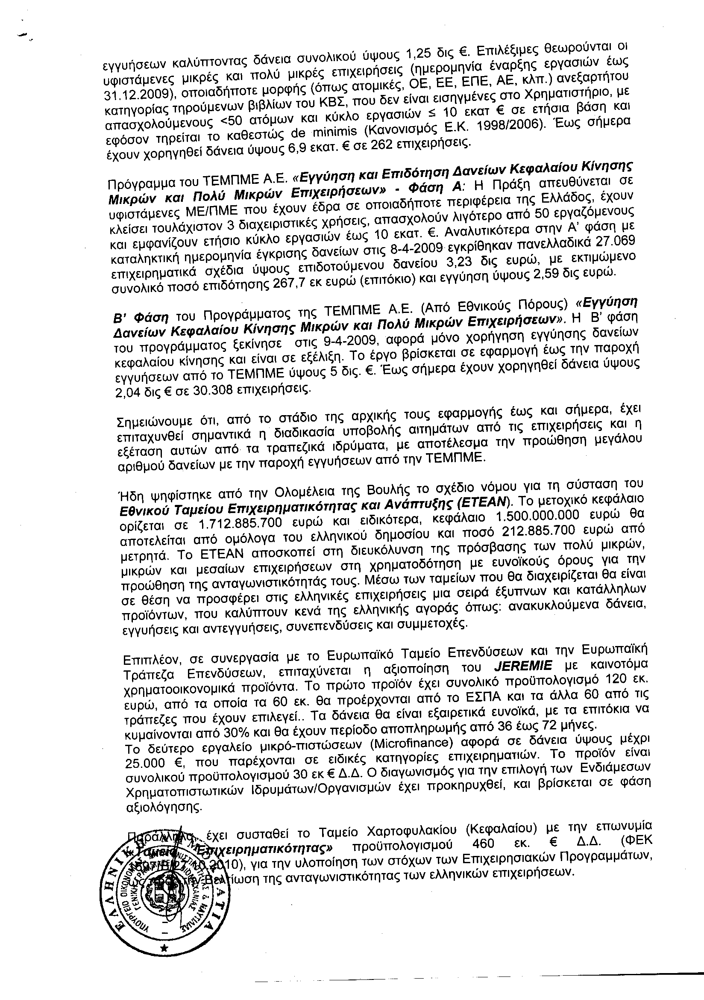 εγγυήσεων καλύπτοντας δάνεια συνολικού ύψους 1,25 δις €. Επιλέξιμες θεωρούνται οι
υφιστάμενες μικρές και πολύ μικρές επιχειρήσεις (ημερομηνία έναρξης εργασιών έως
31.12.2009), οποιαδήποτε μορφής (όπως ατομικές, ΟΕ, ΕΕ, ΕΠΕ, ΑΕ, κλπ.) ανεξαρτήτου
κατηγορίας τηρούμενων βιβλίων του ΚΒΣ, που δεν είναι εισηγμένες στο Χρηματιστήριο, με
απασχολούμενους <50 ατόμων και κύκλο εργασιών ≤ 10 εκατ € σε ετήσια βάση και
εφόσον τηρείται το καθεστώς de minimis (Κανονισμός Ε.Κ. 1998/2006). Έως σήμερα
έχουν χορηγηθεί δάνεια ύψους 6,9 εκατ. € σε 262 επιχειρήσεις.
Πρόγραμμα του ΤΕΜΠΜΕ Α.Ε. «Εγγύηση και Επιδότηση Δανείων Κεφαλαίου Κίνησης
Μικρών και Πολύ Μικρών Επιχειρήσεων» - Φάση Α: Η Πράξη απευθύνεται σε
υφιστάμενες ΜΕ/ΠΜΕ που έχουν έδρα σε οποιαδήποτε περιφέρεια της Ελλάδος, έχουν
κλείσει τουλάχιστον 3 διαχειριστικές χρήσεις, απασχολούν λιγότερο από 50 εργαζόμενους
και εμφανίζουν ετήσιο κύκλο εργασιών έως 10 εκατ. €. Αναλυτικότερα στην Α' φάση με
καταληκτική ημερομηνία έγκρισης δανείων στις 8-4-2009 εγκρίθηκαν πανελλαδικά 27.069
επιχειρηματικά σχέδια ύψους επιδοτούμενου δανείου 3,23 δις ευρώ, με εκτιμώμενο
συνολικό ποσό επιδότησης 267,7 εκ ευρώ (επιτόκιο) και εγγύηση ύψους 2,59 δις ευρώ.
Β' Φάση του Προγράμματος της ΤΕΜΠΜΕ Α.Ε. (Από Εθνικούς Πόρους) «Εγγύηση
Δανείων Κεφαλαίου Κίνησης Μικρών και Πολύ Μικρών Επιχειρήσεων». Η Β' φάση
του προγράμματος ξεκίνησε στις 9-4-2009, αφορά μόνο χορήγηση εγγύησης δανείων
κεφαλαίου κίνησης και είναι σε εξέλιξη. Το έργο βρίσκεται σε εφαρμογή έως την παροχή
εγγυήσεων από το ΤΕΜΠΜΕ ύψους 5 δις. €. Έως σήμερα έχουν χορηγηθεί δάνεια ύψους
2,04 δις € σε 30.308 επιχειρήσεις.
Σημειώνουμε ότι, από το στάδιο της αρχικής τους εφαρμογής έως και σήμερα, έχει
επιταχυνθεί σημαντικά η διαδικασία υποβολής αιτημάτων από τις επιχειρήσεις και η
εξέταση αυτών από τα τραπεζικά ιδρύματα, με αποτέλεσμα την προώθηση μεγάλου
αριθμού δανείων με την παροχή εγγυήσεων από την ΤΕΜΠΜΕ.
Ήδη ψηφίστηκε από την Ολομέλεια της Βουλής το σχέδιο νόμου για τη σύσταση του
Εθνικού Ταμείου Επιχειρηματικότητας και Ανάπτυξης (ΕΤΕΑΝ). Το μετοχικό κεφάλαιο
ορίζεται σε 1.712.885.700 ευρώ και ειδικότερα, κεφάλαιο 1.500.000.000 ευρώ θα
αποτελείται από ομόλογα του ελληνικού δημοσίου και ποσό 212.885.700 ευρώ από
μετρητά. Το ΕΤΕΑΝ αποσκοπεί στη διευκόλυνση της πρόσβασης των πολύ μικρών,
μικρών και μεσαίων επιχειρήσεων στη χρηματοδότηση με ευνοϊκούς όρους για την
προώθηση της ανταγωνιστικότητάς τους. Μέσω των ταμείων που θα διαχειρίζεται θα είναι
σε θέση να προσφέρει στις ελληνικές επιχειρήσεις μια σειρά έξυπνων και κατάλληλων
προϊόντων, που καλύπτουν κενά της ελληνικής αγοράς όπως: ανακυκλούμενα δάνεια,
εγγυήσεις και αντεγγυήσεις, συνεπενδύσεις και συμμετοχές.
Επιπλέον, σε συνεργασία με το Ευρωπαϊκό Ταμείο Επενδύσεων και την Ευρωπαϊκή
Τράπεζα Επενδύσεων, επιταχύνεται η αξιοποίηση του JEREMIE με καινοτόμα
χρηματοοικονομικά προϊόντα. Το πρώτο προϊόν έχει συνολικό προϋπολογισμό 120 εκ.
ευρώ, από τα οποία τα 60 εκ. θα προέρχονται από το ΕΣΠΑ και τα άλλα 60 από τις
τράπεζες που έχουν επιλεγεί.. Τα δάνεια θα είναι εξαιρετικά ευνοϊκά, με τα επιτόκια να
κυμαίνονται από 30% και θα έχουν περίοδο αποπληρωμής από 36 έως 72 μήνες.
Το δεύτερο εργαλείο μικρό-πιστώσεων (Microfinance) αφορά σε δάνεια ύψους μέχρι
25.000 €, που παρέχονται σε ειδικές κατηγορίες επιχειρηματιών. Το προϊόν είναι
συνολικού προϋπολογισμού 30 εκ € Δ.Δ. Ο διαγωνισμός για την επιλογή των Ενδιάμεσων
Χρηματοπιστωτικών Ιδρυμάτων/Οργανισμών έχει προκηρυχθεί, και βρίσκεται σε φάση
αξιολόγησης.
Παράλληλα, έχει συσταθεί το Ταμείο Χαρτοφυλακίου (Κεφαλαίου) με την επωνυμία
«Ταμείο Επιχειρηματικότητας» προϋπολογισμού 460 εκ. € Δ.Δ. (ΦΕΚ
27.10.2010), για την υλοποίηση των στόχων των Επιχειρησιακών Προγραμμάτων,
ως προς την Βελτίωση της ανταγωνιστικότητας των ελληνικών επιχειρήσεων.
ΕΛΛΗΝΙΚΗ ΔΗΜΟΚΡΑΤΙΑ
ΥΠΟΥΡΓΕΙΟ ΟΙΚΟΝΟΜΙΑΣ ΑΝΤΑΓΩΝΙΣΤΙΚΟΤΗΤΑΣ & ΝΑΥΤΙΛΙΑΣ